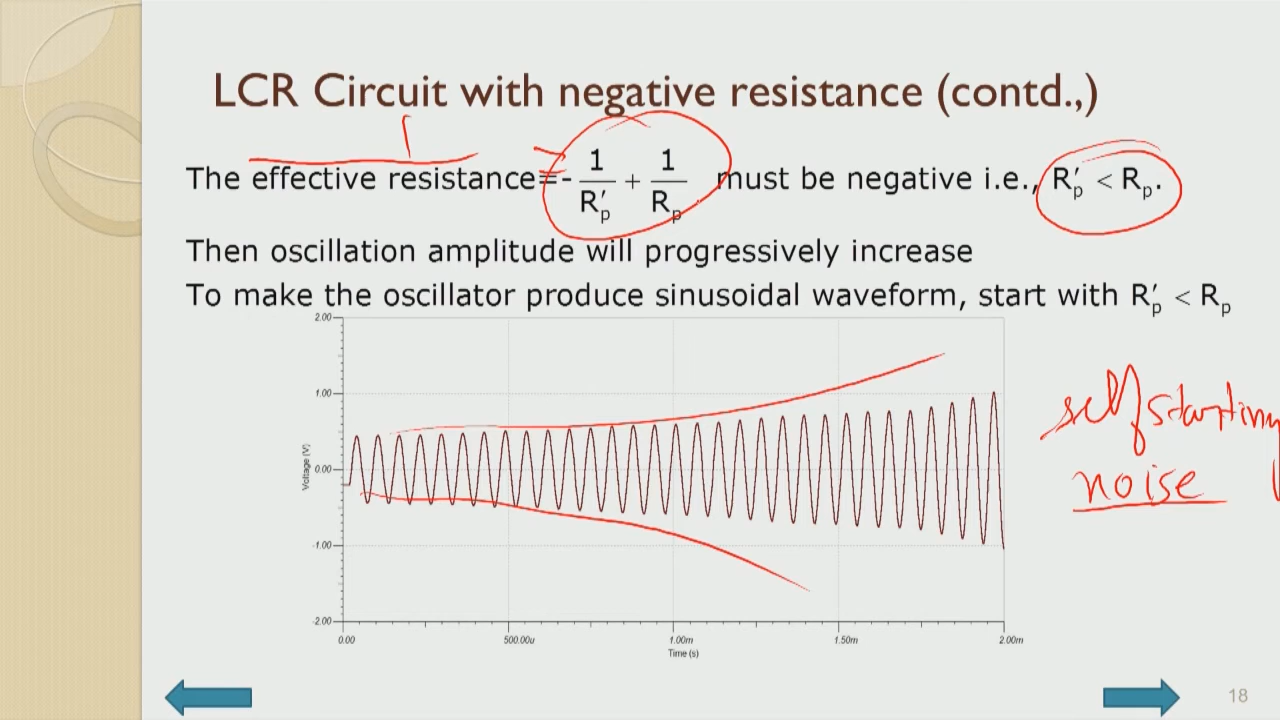 LCR Circuit with negative resistance (contd.,)
The effective resistance=-1/R′p + 1/Rp must be negative i.e., R′p < Rp.
Then oscillation amplitude will progressively increase
To make the oscillator produce sinusoidal waveform, start with R′p < Rp
2.00
1.00
0.00
-1.00
-2.00
Voltage (V)
0.00 500.00u 1.00m 1.50m 2.00m
Time (s)
self starting
noise
18